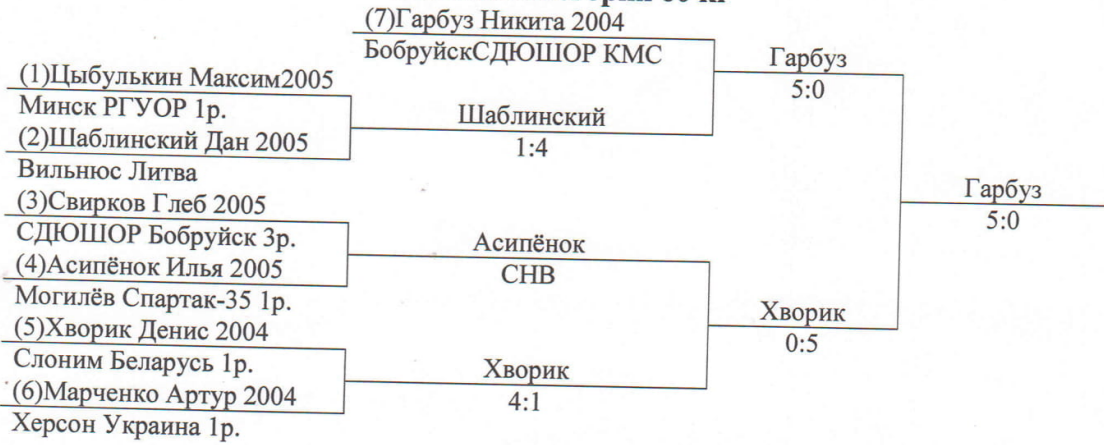 (7)Гарбуз Никита 2004
БобруйскСДЮШОР КМС
Гарбуз
5:0
(1)Цыбулькин Максим2005
Минск РГУОР 1р.
Шаблинский
1:4
(2)Шаблинский Дан 2005
Вильнюс Литва
Гарбуз
5:0
(3)Свирков Глеб 2005
СДЮШОР Бобруйск 3р.
Асипёнок
СНВ
(4)Асипёнок Илья 2005
Могилёв Спартак-35 1р.
Хворик
0:5
(5)Хворик Денис 2004
Слоним Беларусь 1р.
Хворик
4:1
(6)Марченко Артур 2004
Херсон Украина 1р.